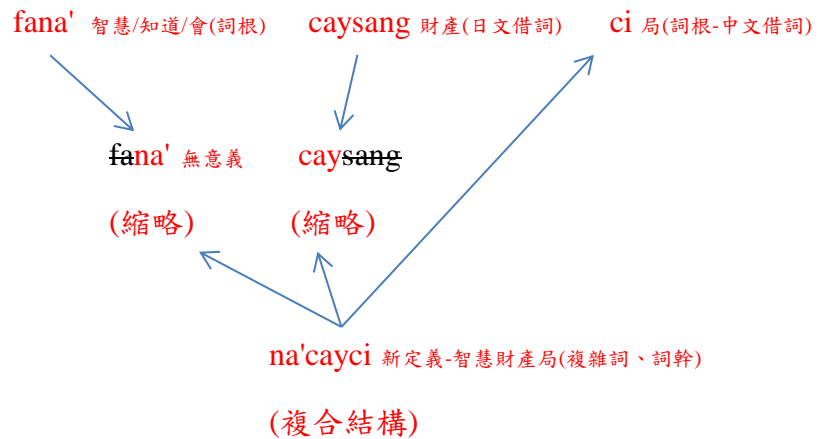 fana' 智慧/知道/會(詞根) caysang 財產(日文借詞) ci 局(詞根-中文借詞)
fana' 無意義 caysang
(縮略) (縮略)
na'cayci 新定義-智慧財產局(複雜詞、詞幹)
(複合結構)